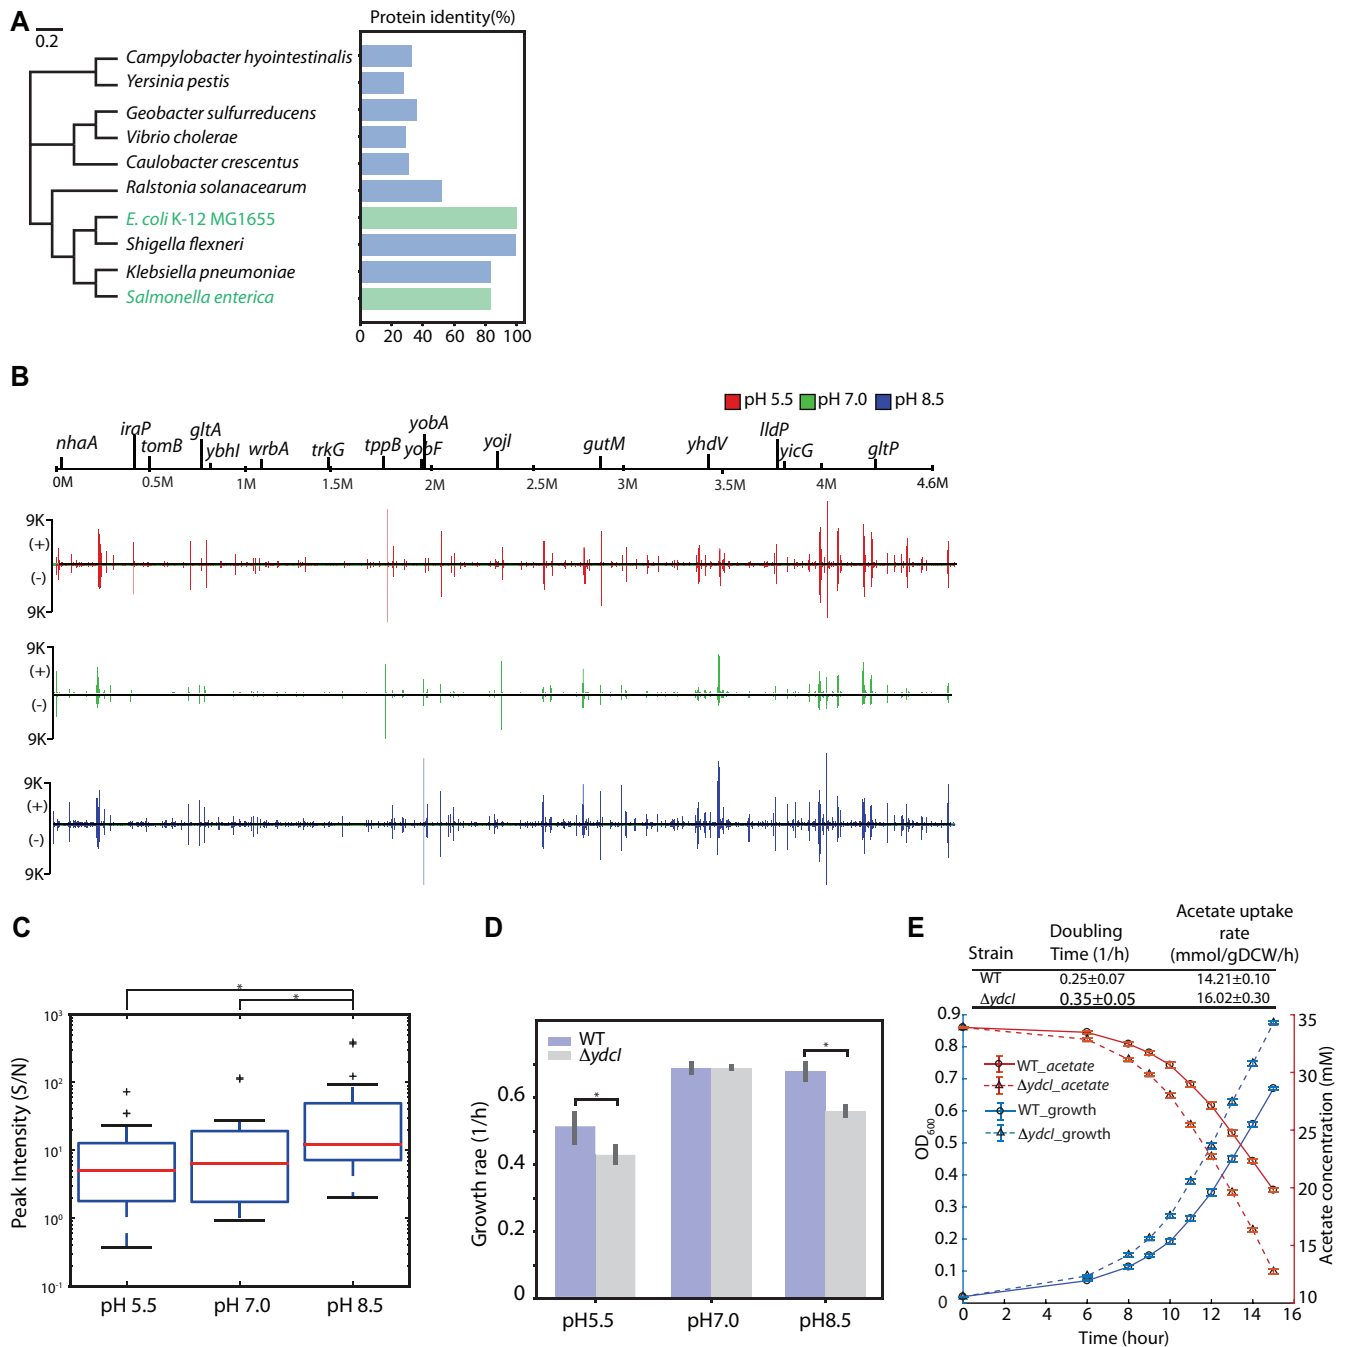 A
0.2
Protein identity(%)
Campylobacter hyointestinalis
Yersinia pestis
Geobacter sulfurreducens
Vibrio cholerae
Caulobacter crescentus
Ralstonia solanacearum
E. coli K-12 MG1655
Shigella flexneri
Klebsiella pneumoniae
Salmonella enterica
0 20 40 60 80 100
B
pH 5.5 pH 7.0 pH 8.5
nhaA iraP tomB gltA ybhI wrbA trkG tppB yobA yobF yojI gutM yhdV lldP yicG gltP
0M 0.5M 1M 1.5M 2M 2.5M 3M 3.5M 4M 4.6M
9K
(+)
(-)
9K
9K
(+)
(-)
9K
9K
(+)
(-)
9K
C
*
*
Peak Intensity (S/N)
10³
10²
10¹
10⁰
10⁻¹
pH 5.5 pH 7.0 pH 8.5
D
WT
Δydcl
*
*
Growth rae (1/h)
0.6
0.4
0.2
0
pH5.5 pH7.0 pH8.5
E
Strain Doubling Time (1/h) Acetate uptake rate (mmol/gDCW/h)
WT 0.25±0.07 14.21±0.10
Δydcl 0.35±0.05 16.02±0.30
WT_acetate
Δydcl_acetate
WT_growth
Δydcl_growth
OD600
0.9
0.8
0.7
0.6
0.5
0.4
0.3
0.2
0.1
0
35
30
25
20
15
10
Acetate concentration (mM)
0 2 4 6 8 10 12 14 16
Time (hour)